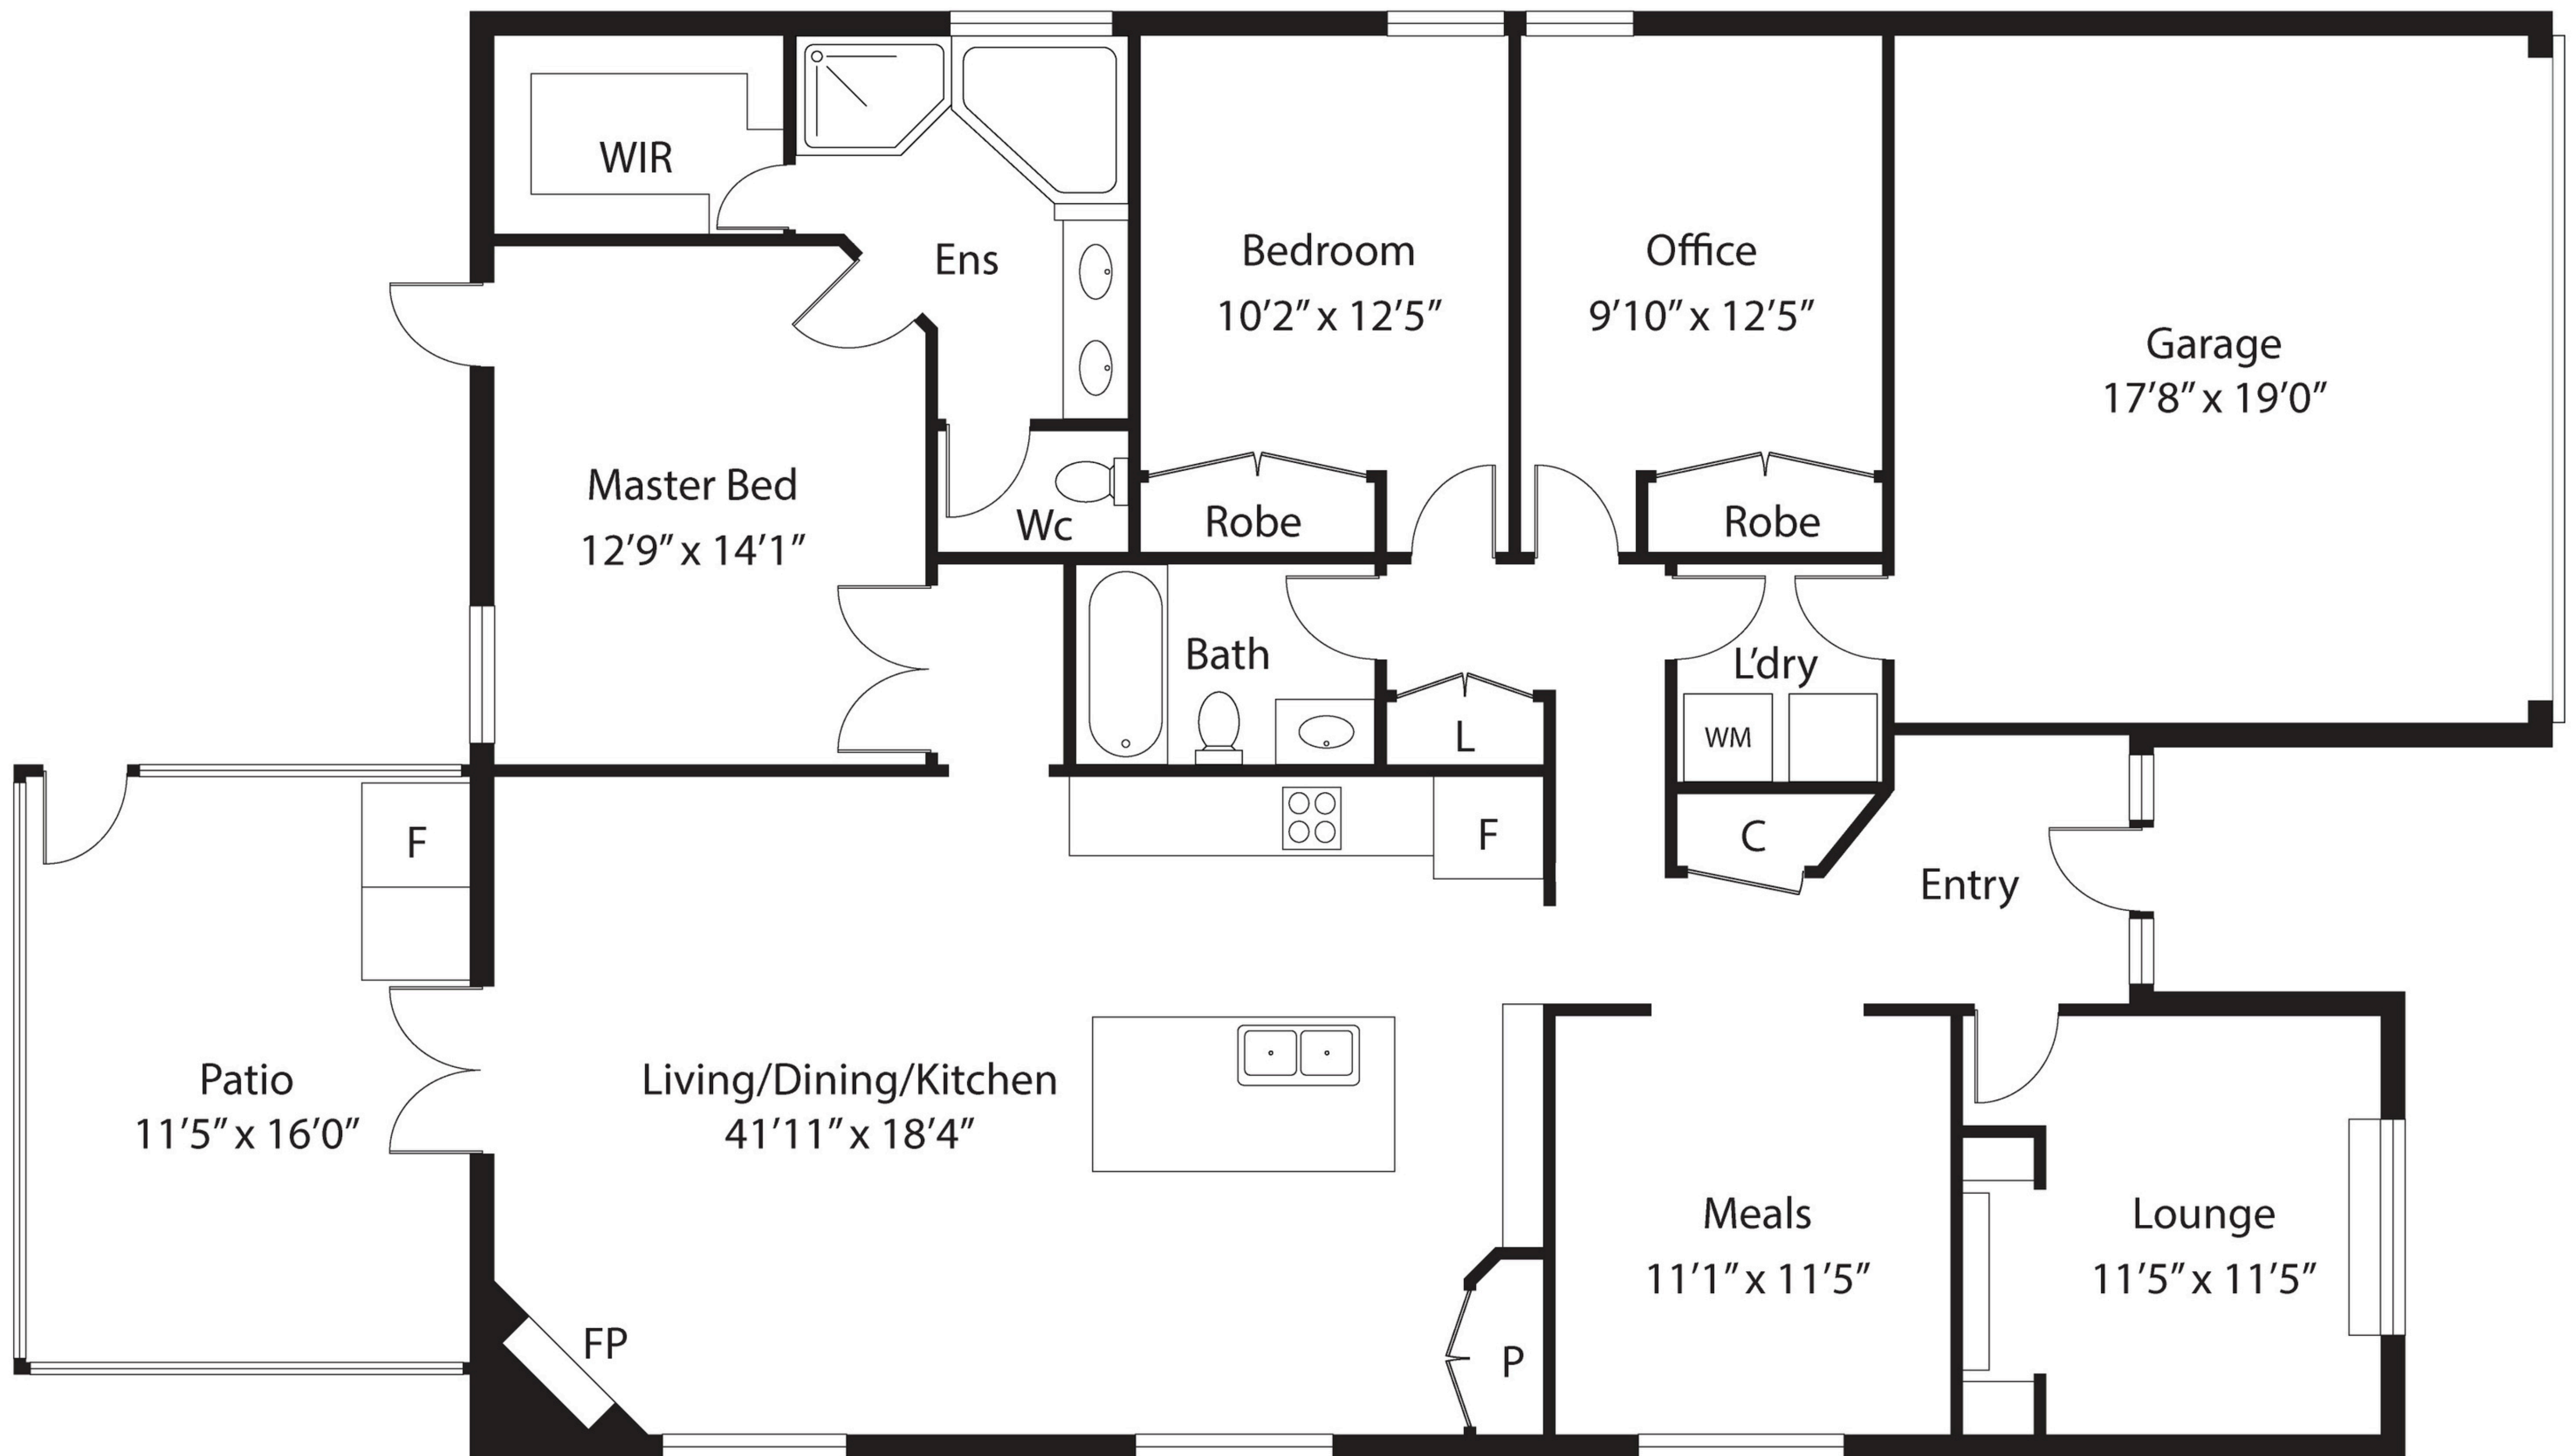 WIR
Ens
Bedroom
10’2” x 12’5”
Office
9’10” x 12’5”
Garage
17’8” x 19’0”
Master Bed
12’9” x 14’1”
Wc
Robe
Robe
Bath
L
L’dry
WM
F
F
C
Entry
Patio
11’5” x 16’0”
Living/Dining/Kitchen
41’11” x 18’4”
Meals
11’1” x 11’5”
Lounge
11’5” x 11’5”
FP
P